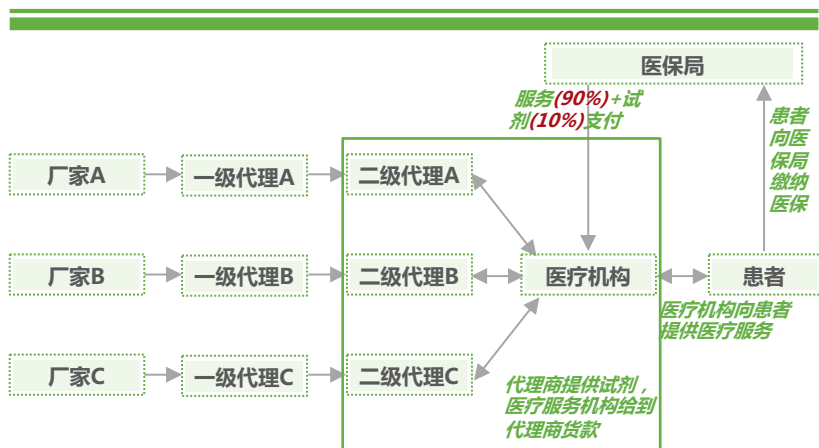 医保局
服务(90%)+试
剂(10%)支付
患者
向医
保局
缴纳
医保
厂家A
一级代理A
二级代理A
厂家B
一级代理B
二级代理B
医疗机构
患者
医疗机构向患者
提供医疗服务
厂家C
一级代理C
二级代理C
代理商提供试剂，
医疗服务机构给到
代理商货款